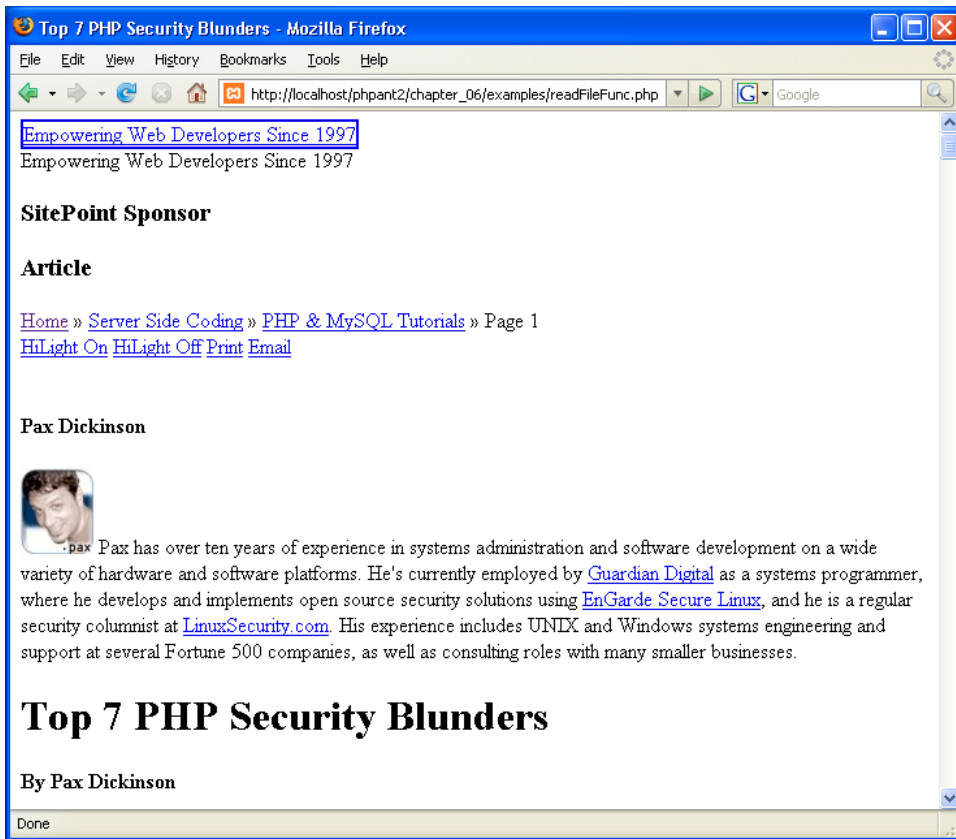 Top 7 PHP Security Blunders - Mozilla Firefox
File Edit View History Bookmarks Tools Help
http://localhost/phpant2/chapter_06/examples/readFileFunc.php G Google
Empowering Web Developers Since 1997
Empowering Web Developers Since 1997
SitePoint Sponsor
Article
Home » Server Side Coding » PHP & MySQL Tutorials » Page 1
HiLight On HiLight Off Print Email
Pax Dickinson
.pax Pax has over ten years of experience in systems administration and software development on a wide
variety of hardware and software platforms. He's currently employed by Guardian Digital as a systems programmer,
where he develops and implements open source security solutions using EnGarde Secure Linux, and he is a regular
security columnist at LinuxSecurity.com. His experience includes UNIX and Windows systems engineering and
support at several Fortune 500 companies, as well as consulting roles with many smaller businesses.
Top 7 PHP Security Blunders
By Pax Dickinson
Done